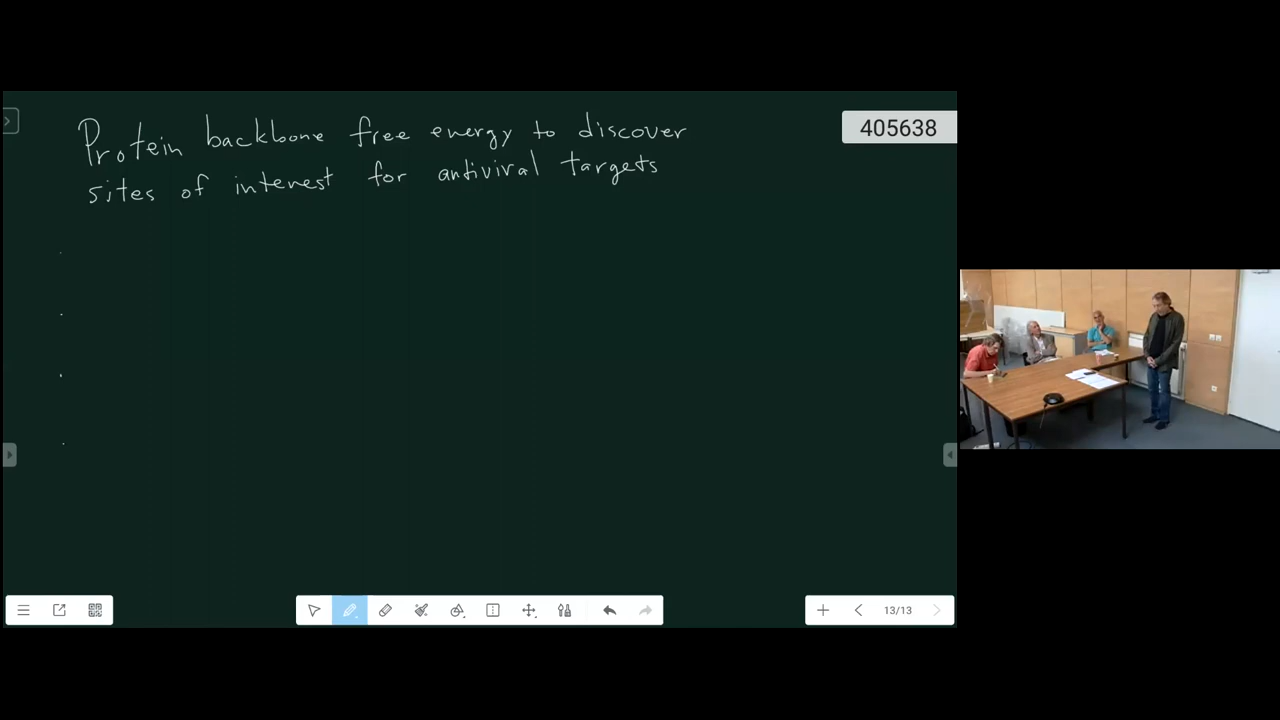 Protein backbone free energy to discover
405638
sites of interest for antiviral targets
13/13